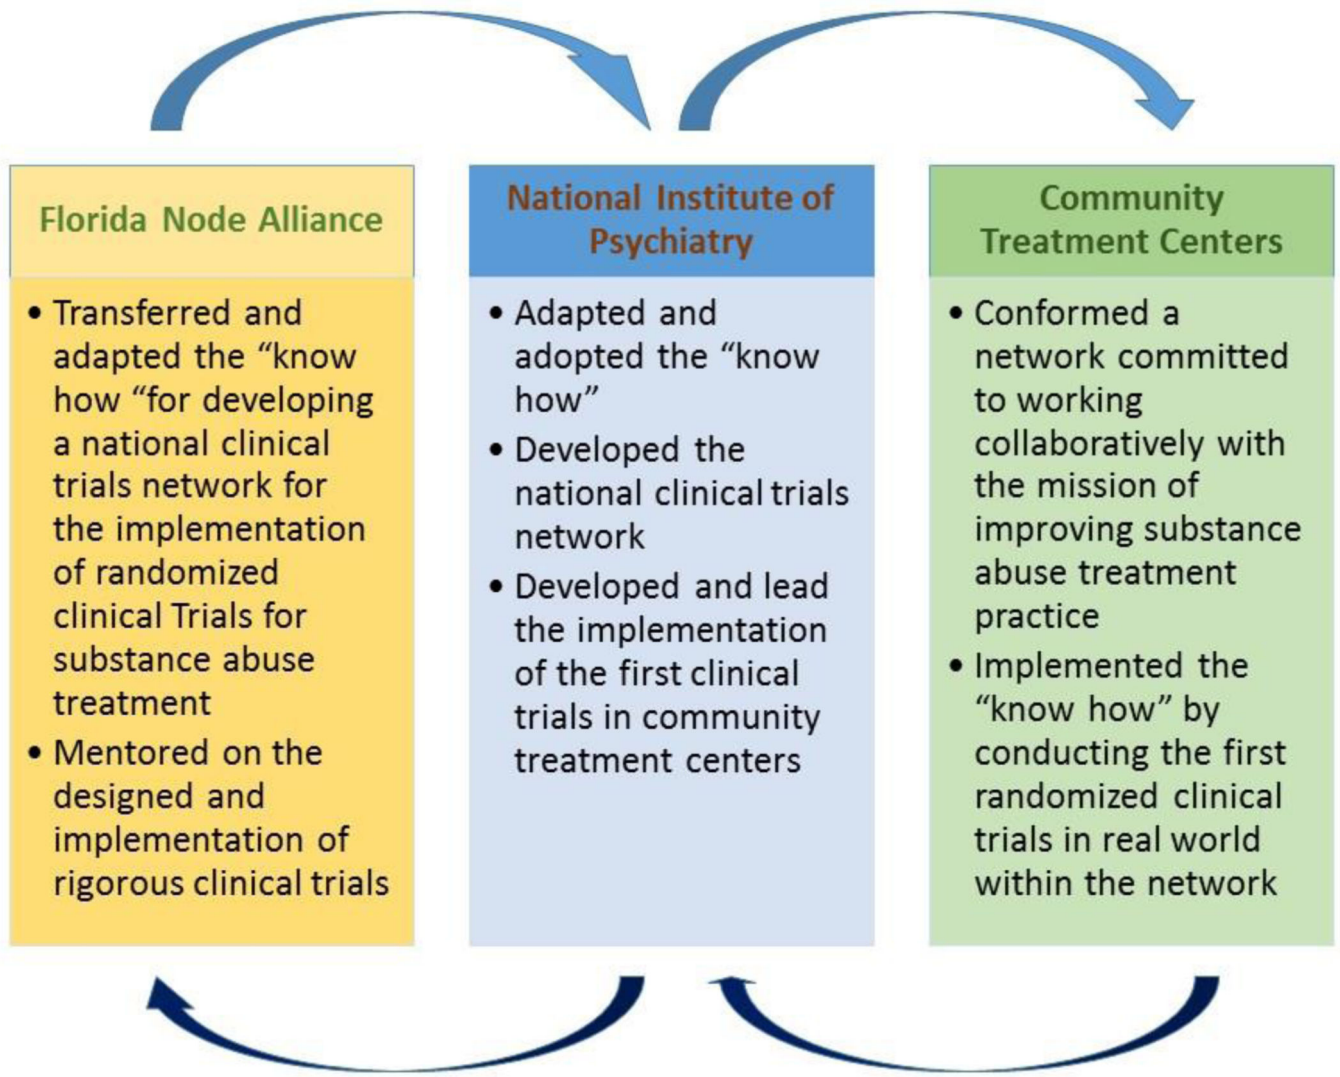 Florida Node Alliance
• Transferred and
adapted the “know
how “for developing
a national clinical
trials network for
the implementation
of randomized
clinical Trials for
substance abuse
treatment
• Mentored on the
designed and
implementation of
rigorous clinical trials
National Institute of
Psychiatry
• Adapted and
adopted the “know
how”
• Developed the
national clinical trials
network
• Developed and lead
the implementation
of the first clinical
trials in community
treatment centers
Community
Treatment Centers
• Conformed a
network committed
to working
collaboratively with
the mission of
improving substance
abuse treatment
practice
• Implemented the
“know how” by
conducting the first
randomized clinical
trials in real world
within the network